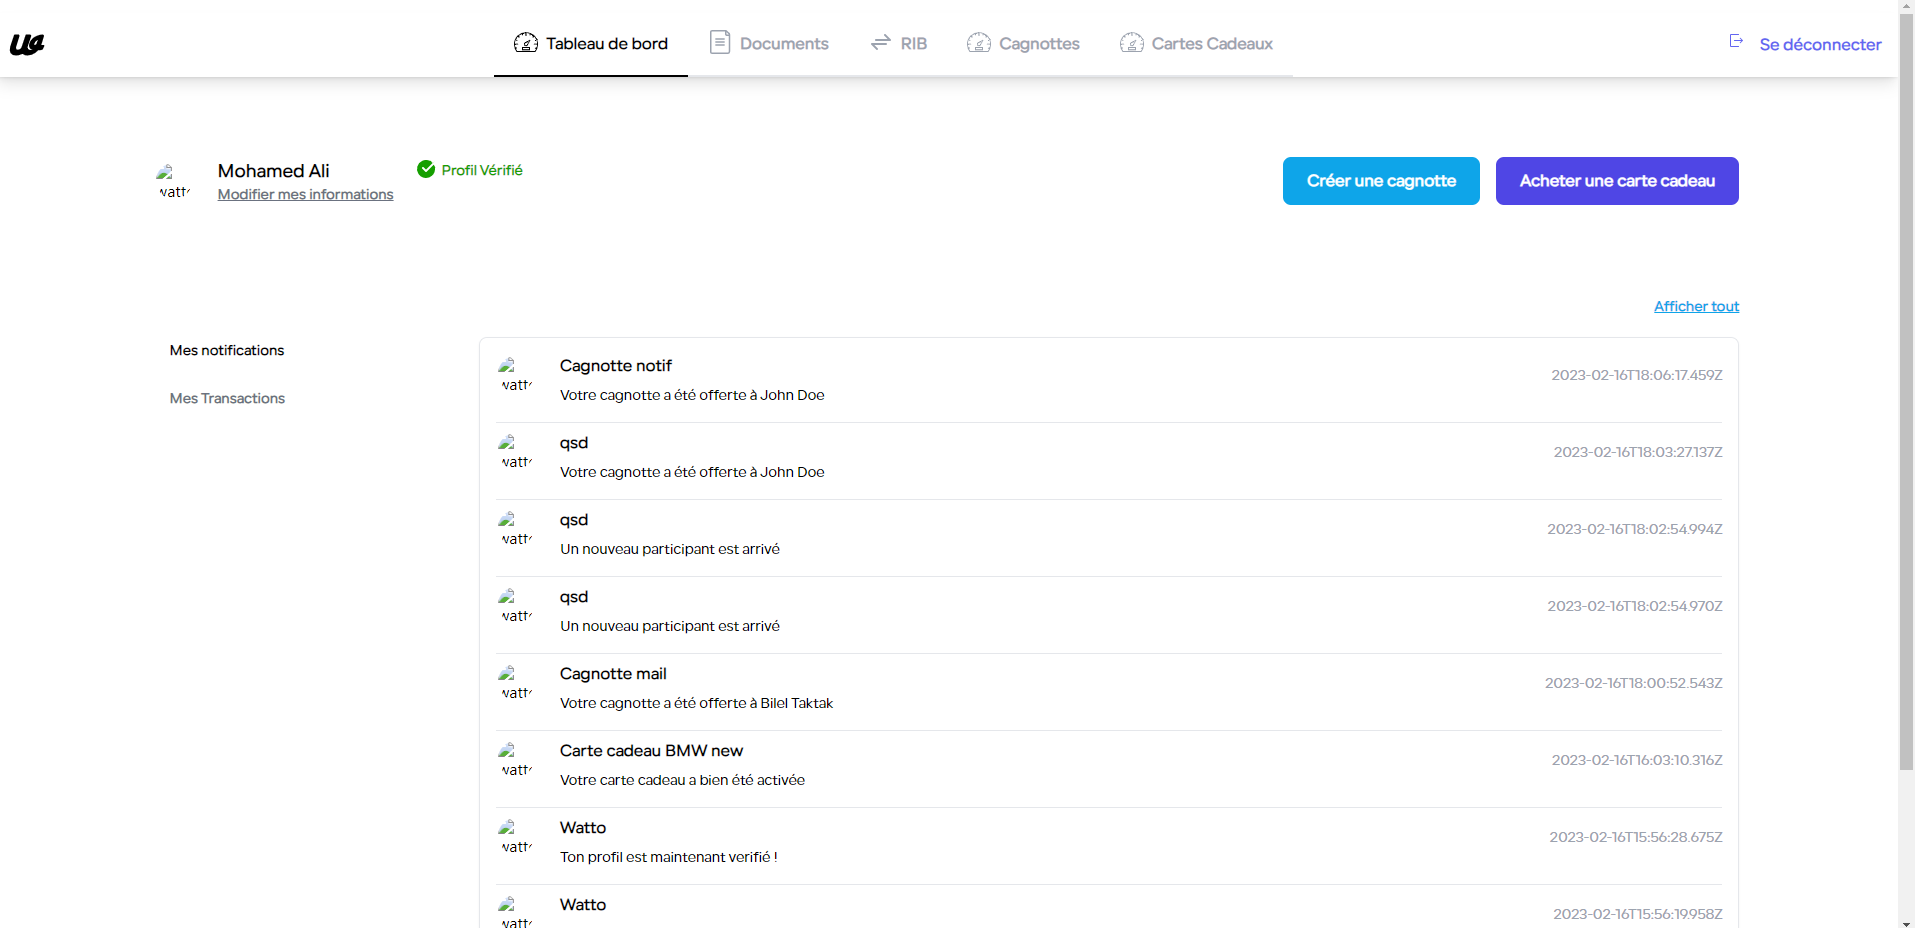 Tableau de bord
Documents
RIB
Cagnottes
Cartes Cadeaux
Se déconnecter
Mohamed Ali
Profil Vérifié
Modifier mes informations
Créer une cagnotte
Acheter une carte cadeau
Afficher tout
Mes notifications
Mes Transactions
Cagnotte notif
Votre cagnotte a été offerte à John Doe
2023-02-16T18:06:17.459Z
qsd
Votre cagnotte a été offerte à John Doe
2023-02-16T18:03:27.137Z
qsd
Un nouveau participant est arrivé
2023-02-16T18:02:54.994Z
qsd
Un nouveau participant est arrivé
2023-02-16T18:02:54.970Z
Cagnotte mail
Votre cagnotte a été offerte à Bilel Taktak
2023-02-16T18:00:52.543Z
Carte cadeau BMW new
Votre carte cadeau a bien été activée
2023-02-16T16:03:10.316Z
Watto
Ton profil est maintenant verifié !
2023-02-16T15:56:28.675Z
Watto
2023-02-16T15:56:19.958Z